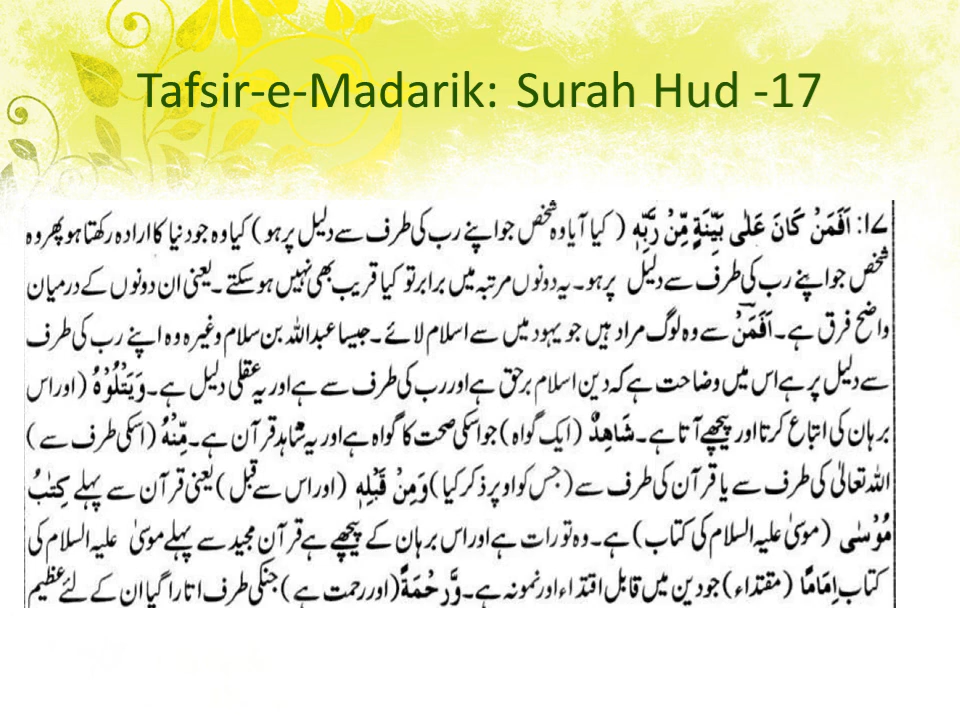 Tafsir-e-Madarik: Surah Hud -17
۱۷: اَفَمَنْ كَانَ عَلٰى بَيِّنَةٍ مِّنْ رَّبِّهٖ (کیا آیا وہ شخص جو اپنے رب کی طرف سے دلیل پر ہو) کیا وہ جو دنیا کا ارادہ رکھتا ہو پھر وہ
شخص جو اپنے رب کی طرف سے دلیل پر ہو۔ یہ دونوں مرتبہ میں برابر تو کیا قریب بھی نہیں ہو سکتے۔ یعنی ان دونوں کے درمیان
واضح فرق ہے۔ اَفَمَنْ سے وہ لوگ مراد ہیں جو یہود میں سے اسلام لائے۔ جیسا عبداللہ بن سلام وغیرہ وہ اپنے رب کی طرف
سے دلیل پر ہے اس میں وضاحت ہے کہ دین اسلام برحق ہے اور رب کی طرف سے ہے اور یہ عقلی دلیل ہے۔ وَيَتْلُوْهُ (اور اس
برہان کی اتباع کرتا اور پیچھے آتا ہے۔ شَاهِدٌ (ایک گواہ) جو اسکی صحت کا گواہ ہے اور یہ شاہد قرآن ہے۔ مِّنْهُ (اسکی طرف سے)
اللہ تعالیٰ کی طرف سے یا قرآن کی طرف سے (جس کو اوپر ذکر کیا) وَمِنْ قَبْلِهٖ (اور اس سے قبل) یعنی قرآن سے پہلے كِتٰبُ
مُوْسٰى (موسیٰ علیہ السلام کی کتاب) ہے۔ وہ تورات ہے اور اس برہان کے پیچھے ہے قرآن مجید سے پہلے موسیٰ علیہ السلام کی
کتاب اِمَامًا (مقتداء) جو دین میں قابل اقتداء اور نمونہ ہے۔ وَّرَحْمَةً (اور رحمت ہے) جنکی طرف اتارا گیا ان کے لئے عظیم